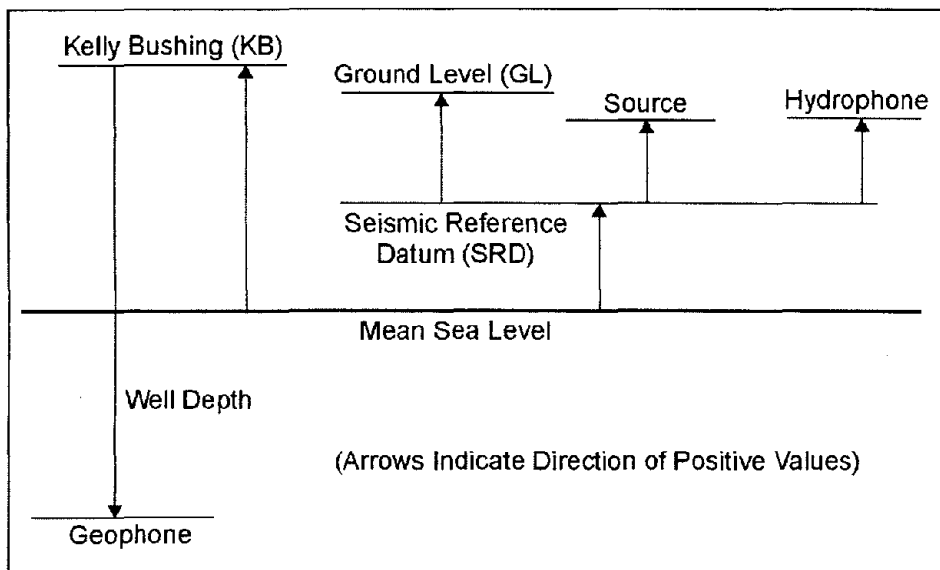 Kelly Bushing (KB)
Ground Level (GL)
Source
Hydrophone
Seismic Reference
Datum (SRD)
Mean Sea Level
Well Depth
(Arrows Indicate Direction of Positive Values)
Geophone